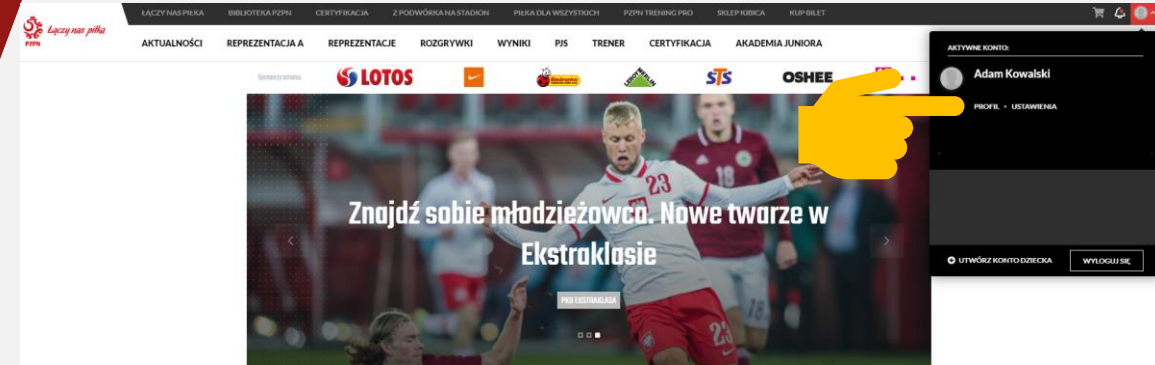 ŁĄCZY NAS PIŁKA BIBLIOTEKA PZPN CERTYFIKACJA Z PODWÓRKA NA STADION PIŁKA DLA WSZYSTKICH PZPN TRENING PRO SKLEP KIBICA KUP BILET
PZPN Łączy nas piłka
AKTUALNOŚCI REPREZENTACJA A REPREZENTACJE ROZGRYWKI WYNIKI PJS TRENER CERTYFIKACJA AKADEMIA JUNIORA
LOTOS Biedronka LEROY MERLIN STS OSHEE
AKTYWNE KONTO:
Adam Kowalski
PROFIL • USTAWIENIA
Znajdź sobie młodzieżowca. Nowe twarze w
Ekstraklasie
PKO EKSTRAKLASA
UTWÓRZ KONTO DZIECKA WYLOGUJ SIĘ
23
18
23